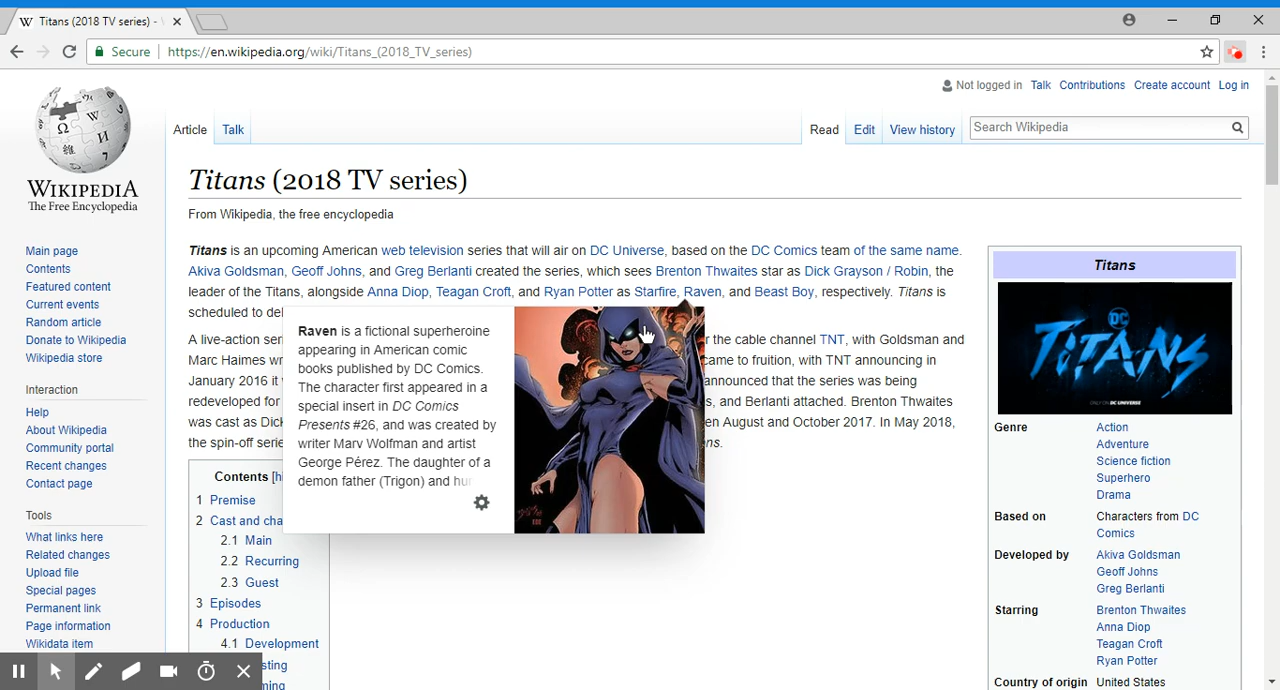 Titans (2018 TV series) -
Secure
https://en.wikipedia.org/wiki/Titans_(2018_TV_series)
Not logged in Talk Contributions Create account Log in
WIKIPEDIA
The Free Encyclopedia
Article Talk
Read Edit View history
Search Wikipedia
Titans (2018 TV series)
From Wikipedia, the free encyclopedia
Main page
Contents
Featured content
Current events
Random article
Donate to Wikipedia
Wikipedia store
Interaction
Help
About Wikipedia
Community portal
Recent changes
Contact page
Tools
What links here
Related changes
Upload file
Special pages
Permanent link
Page information
Wikidata item
Titans is an upcoming American web television series that will air on DC Universe, based on the DC Comics team of the same name.
Akiva Goldsman, Geoff Johns, and Greg Berlanti created the series, which sees Brenton Thwaites star as Dick Grayson / Robin, the
leader of the Titans, alongside Anna Diop, Teagan Croft, and Ryan Potter as Starfire, Raven, and Beast Boy, respectively. Titans is
scheduled to
A live-action for the cable channel TNT, with Goldsman and
Marc Haimes came to fruition, with TNT announcing in
January 2016 it announced that the series was being
redeveloped for and Berlanti attached. Brenton Thwaites
was cast as August and October 2017. In May 2018,
the spin-off
Raven is a fictional superheroine
appearing in American comic
books published by DC Comics.
The character first appeared in a
special insert in DC Comics
Presents #26, and was created by
writer Marv Wolfman and artist
George Pérez. The daughter of a
demon father (Trigon) and
Contents
1 Premise
2 Cast and
2.1 Main
2.2 Recurring
2.3 Guest
3 Episodes
4 Production
4.1 Development
Titans
DC
TITANS
ONLY ON DC UNIVERSE
Genre Action
Adventure
Science fiction
Superhero
Drama
Based on Characters from DC
Comics
Developed by Akiva Goldsman
Geoff Johns
Greg Berlanti
Starring Brenton Thwaites
Anna Diop
Teagan Croft
Ryan Potter
Country of origin United States